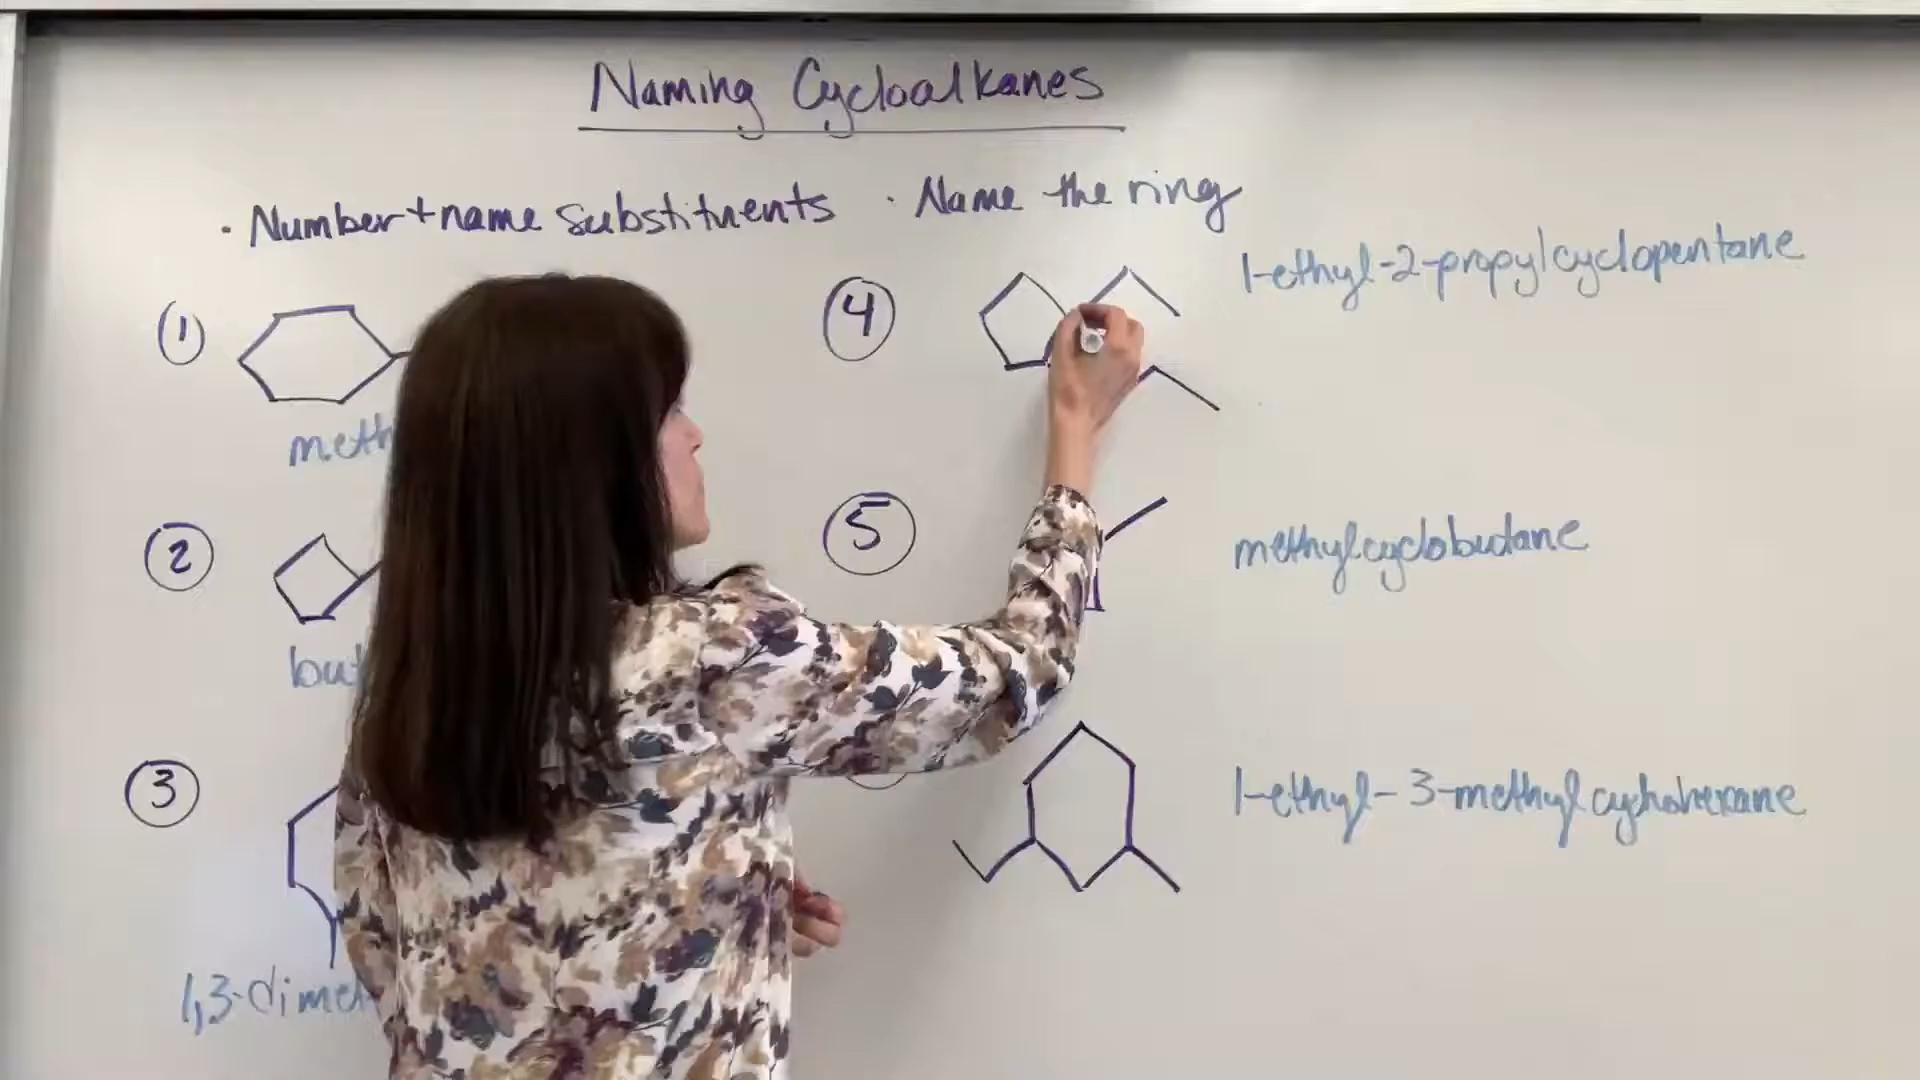 Naming Cycloalkanes
• Number + name substituents • Name the ring
1
meth
2
but
3
1,3-dimet
4
1-ethyl-2-propylcyclopentane
5
methylcyclobutane
1-ethyl-3-methylcyclohexane